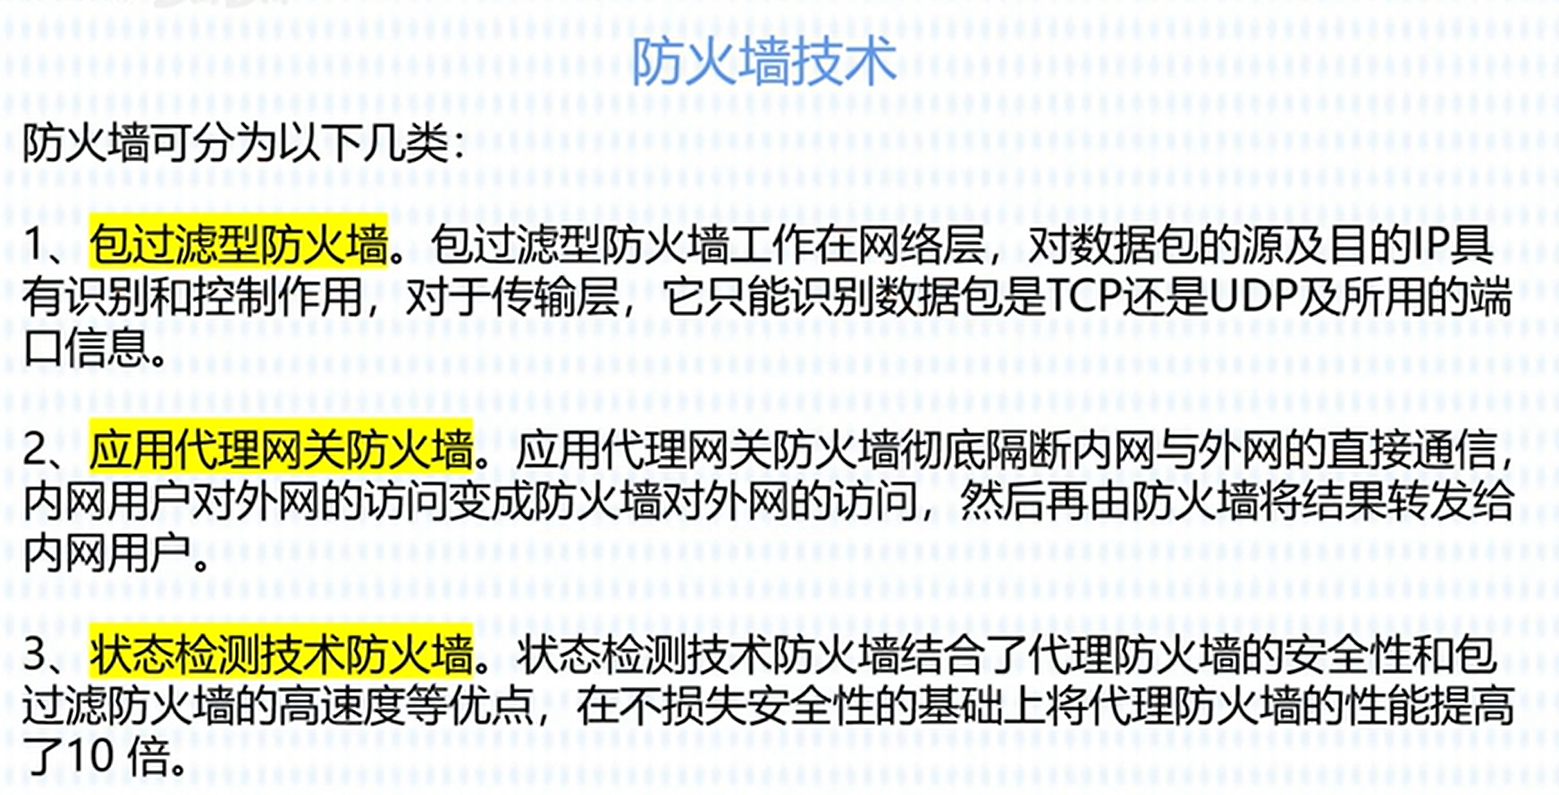 防火墙技术
防火墙可分为以下几类：
1、包过滤型防火墙。包过滤型防火墙工作在网络层，对数据包的源及目的IP具
有识别和控制作用，对于传输层，它只能识别数据包是TCP还是UDP及所用的端
口信息。
2、应用代理网关防火墙。应用代理网关防火墙彻底隔断内网与外网的直接通信，
内网用户对外网的访问变成防火墙对外网的访问，然后再由防火墙将结果转发给
内网用户。
3、状态检测技术防火墙。状态检测技术防火墙结合了代理防火墙的安全性和包
过滤防火墙的高速度等优点，在不损失安全性的基础上将代理防火墙的性能提高
了10 倍。